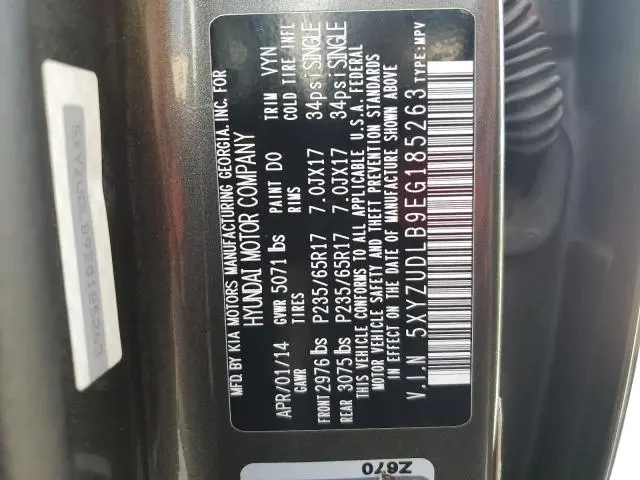 MFD. BY KIA MOTORS MANUFACTURING GEORGIA, INC. FOR
HYUNDAI MOTOR COMPANY
APR/01/14 GVWR 5071 lbs PAINT DO TRIM VYN
GAWR TIRES RIMS COLD TIRE INFL
FRONT 2976 lbs P235/65R17 7.0JX17 34psi SINGLE
REAR 3075 lbs P235/65R17 7.0JX17 34psi SINGLE
THIS VEHICLE CONFORMS TO ALL APPLICABLE U.S.A. FEDERAL
MOTOR VEHICLE SAFETY AND THEFT PREVENTION STANDARDS
IN EFFECT ON THE DATE OF MANUFACTURE SHOWN ABOVE
V.I.N 5XYZUDLB9EG185263 TYPE:MPV
Z670